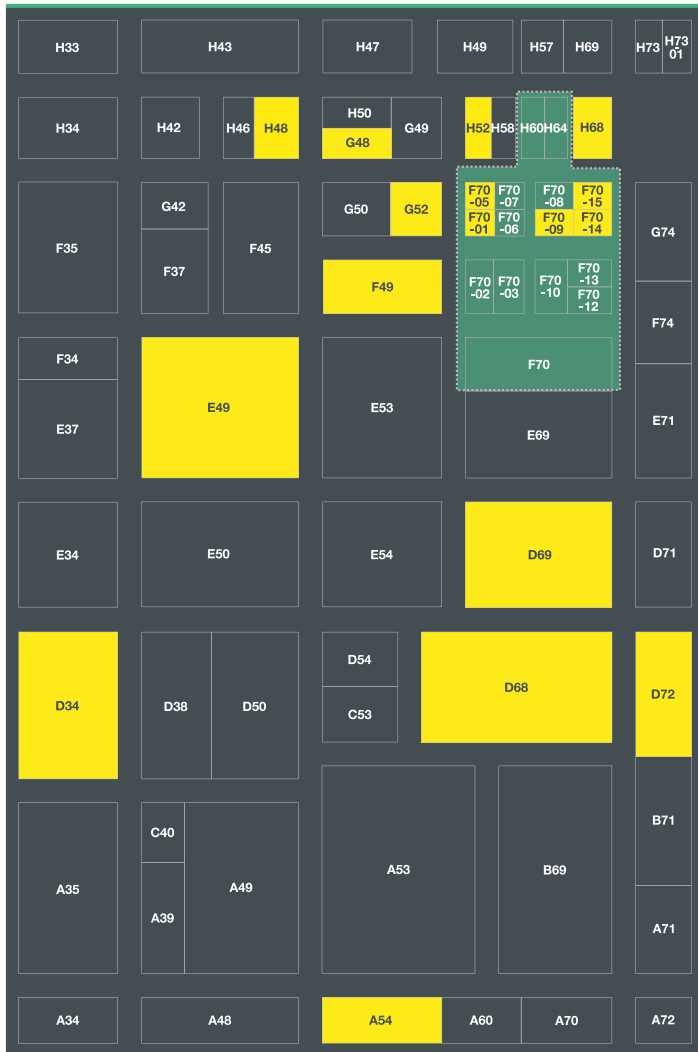 H33
H43
H47
H49
H57
H69
H73
H73
-01
H34
H42
H46
H48
H50
G48
G49
H52
H58
H60
H64
H68
F35
G42
F37
F45
G50
G52
F49
F70
-05
F70
-07
F70
-01
F70
-06
F70
-08
F70
-15
F70
-09
F70
-14
F70
-02
F70
-03
F70
-10
F70
-13
F70
-12
G74
F74
F34
E37
E49
E53
F70
E69
E71
E34
E50
E54
D69
D71
D34
D38
D50
D54
C53
D68
D72
A35
C40
A39
A49
A53
B69
B71
A71
A34
A48
A54
A60
A70
A72